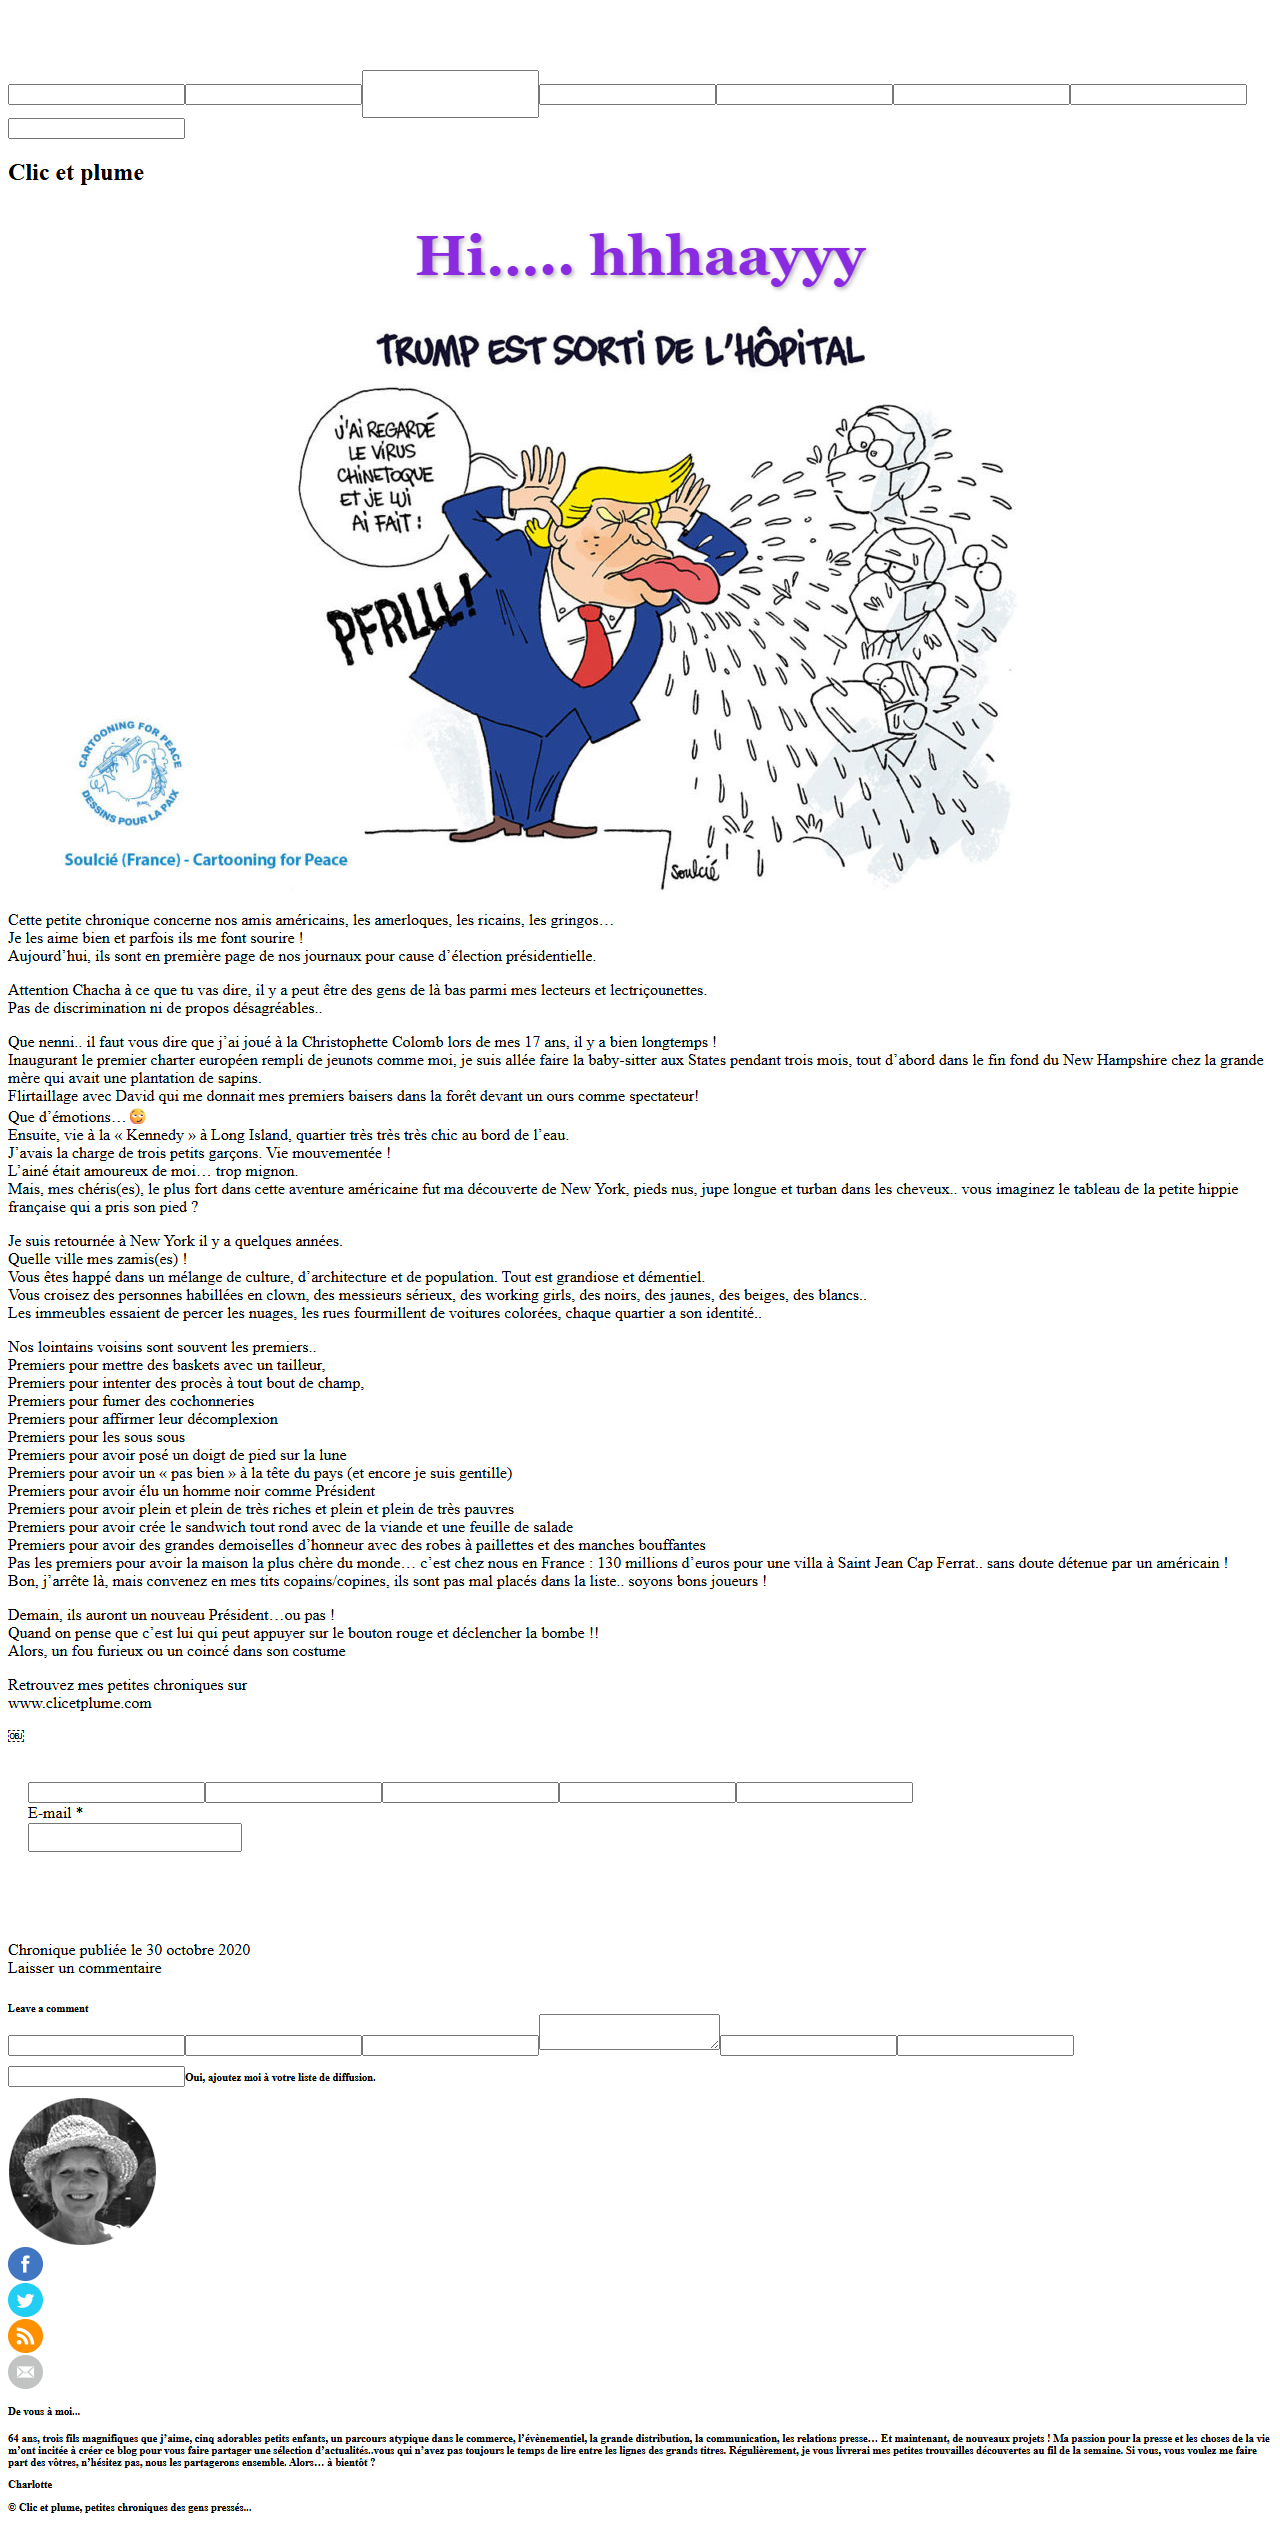 Clic et plume
Hi..... hhhaayyy
TRUMP EST SORTI DE L'HÔPITAL
J'AI REGARDÉ
LE VIRUS
CHINETOQUE
ET JE LUI
AI FAIT :
PFRLLL !
CARTOONING FOR PEACE
DESSINS POUR LA PAIX
Soulcié (France) - Cartooning for Peace
Soulcié
Cette petite chronique concerne nos amis américains, les amerloques, les ricains, les gringos…
Je les aime bien et parfois ils me font sourire !
Aujourd’hui, ils sont en première page de nos journaux pour cause d’élection présidentielle.
Attention Chacha à ce que tu vas dire, il y a peut être des gens de là bas parmi mes lecteurs et lectriçounettes.
Pas de discrimination ni de propos désagréables..
Que nenni.. il faut vous dire que j’ai joué à la Christophette Colomb lors de mes 17 ans, il y a bien longtemps !
Inaugurant le premier charter européen rempli de jeunots comme moi, je suis allée faire la baby-sitter aux States pendant trois mois, tout d’abord dans le fin fond du New Hampshire chez la grande
mère qui avait une plantation de sapins.
Flirtaillage avec David qui me donnait mes premiers baisers dans la forêt devant un ours comme spectateur!
Que d’émotions…
Ensuite, vie à la « Kennedy » à Long Island, quartier très très très chic au bord de l’eau.
J’avais la charge de trois petits garçons. Vie mouvementée !
L’ainé était amoureux de moi… trop mignon.
Mais, mes chéris(es), le plus fort dans cette aventure américaine fut ma découverte de New York, pieds nus, jupe longue et turban dans les cheveux.. vous imaginez le tableau de la petite hippie
française qui a pris son pied ?
Je suis retournée à New York il y a quelques années.
Quelle ville mes zamis(es) !
Vous êtes happé dans un mélange de culture, d’architecture et de population. Tout est grandiose et démentiel.
Vous croisez des personnes habillées en clown, des messieurs sérieux, des working girls, des noirs, des jaunes, des beiges, des blancs..
Les immeubles essaient de percer les nuages, les rues fourmillent de voitures colorées, chaque quartier a son identité..
Nos lointains voisins sont souvent les premiers..
Premiers pour mettre des baskets avec un tailleur,
Premiers pour intenter des procès à tout bout de champ,
Premiers pour fumer des cochonneries
Premiers pour affirmer leur décomplexion
Premiers pour les sous sous
Premiers pour avoir posé un doigt de pied sur la lune
Premiers pour avoir un « pas bien » à la tête du pays (et encore je suis gentille)
Premiers pour avoir élu un homme noir comme Président
Premiers pour avoir plein et plein de très riches et plein et plein de très pauvres
Premiers pour avoir crée le sandwich tout rond avec de la viande et une feuille de salade
Premiers pour avoir des grandes demoiselles d’honneur avec des robes à paillettes et des manches bouffantes
Pas les premiers pour avoir la maison la plus chère du monde… c’est chez nous en France : 130 millions d’euros pour une villa à Saint Jean Cap Ferrat.. sans doute détenue par un américain !
Bon, j’arrête là, mais convenez en mes tits copains/copines, ils sont pas mal placés dans la liste.. soyons bons joueurs !
Demain, ils auront un nouveau Président…ou pas !
Quand on pense que c’est lui qui peut appuyer sur le bouton rouge et déclencher la bombe !!
Alors, un fou furieux ou un coincé dans son costume
Retrouvez mes petites chroniques sur
www.clicetplume.com
OBJ
E-mail *
Chronique publiée le 30 octobre 2020
Laisser un commentaire
Leave a comment
Oui, ajoutez moi à votre liste de diffusion.
De vous à moi...
64 ans, trois fils magnifiques que j’aime, cinq adorables petits enfants, un parcours atypique dans le commerce, l’évènementiel, la grande distribution, la communication, les relations presse… Et maintenant, de nouveaux projets ! Ma passion pour la presse et les choses de la vie
m’ont incitée à créer ce blog pour vous faire partager une sélection d’actualités..vous qui n’avez pas toujours le temps de lire entre les lignes des grands titres. Régulièrement, je vous livrerai mes petites trouvailles découvertes au fil de la semaine. Si vous, vous voulez me faire
part des vôtres, n’hésitez pas, nous les partagerons ensemble. Alors… à bientôt ?
Charlotte
© Clic et plume, petites chroniques des gens pressés...